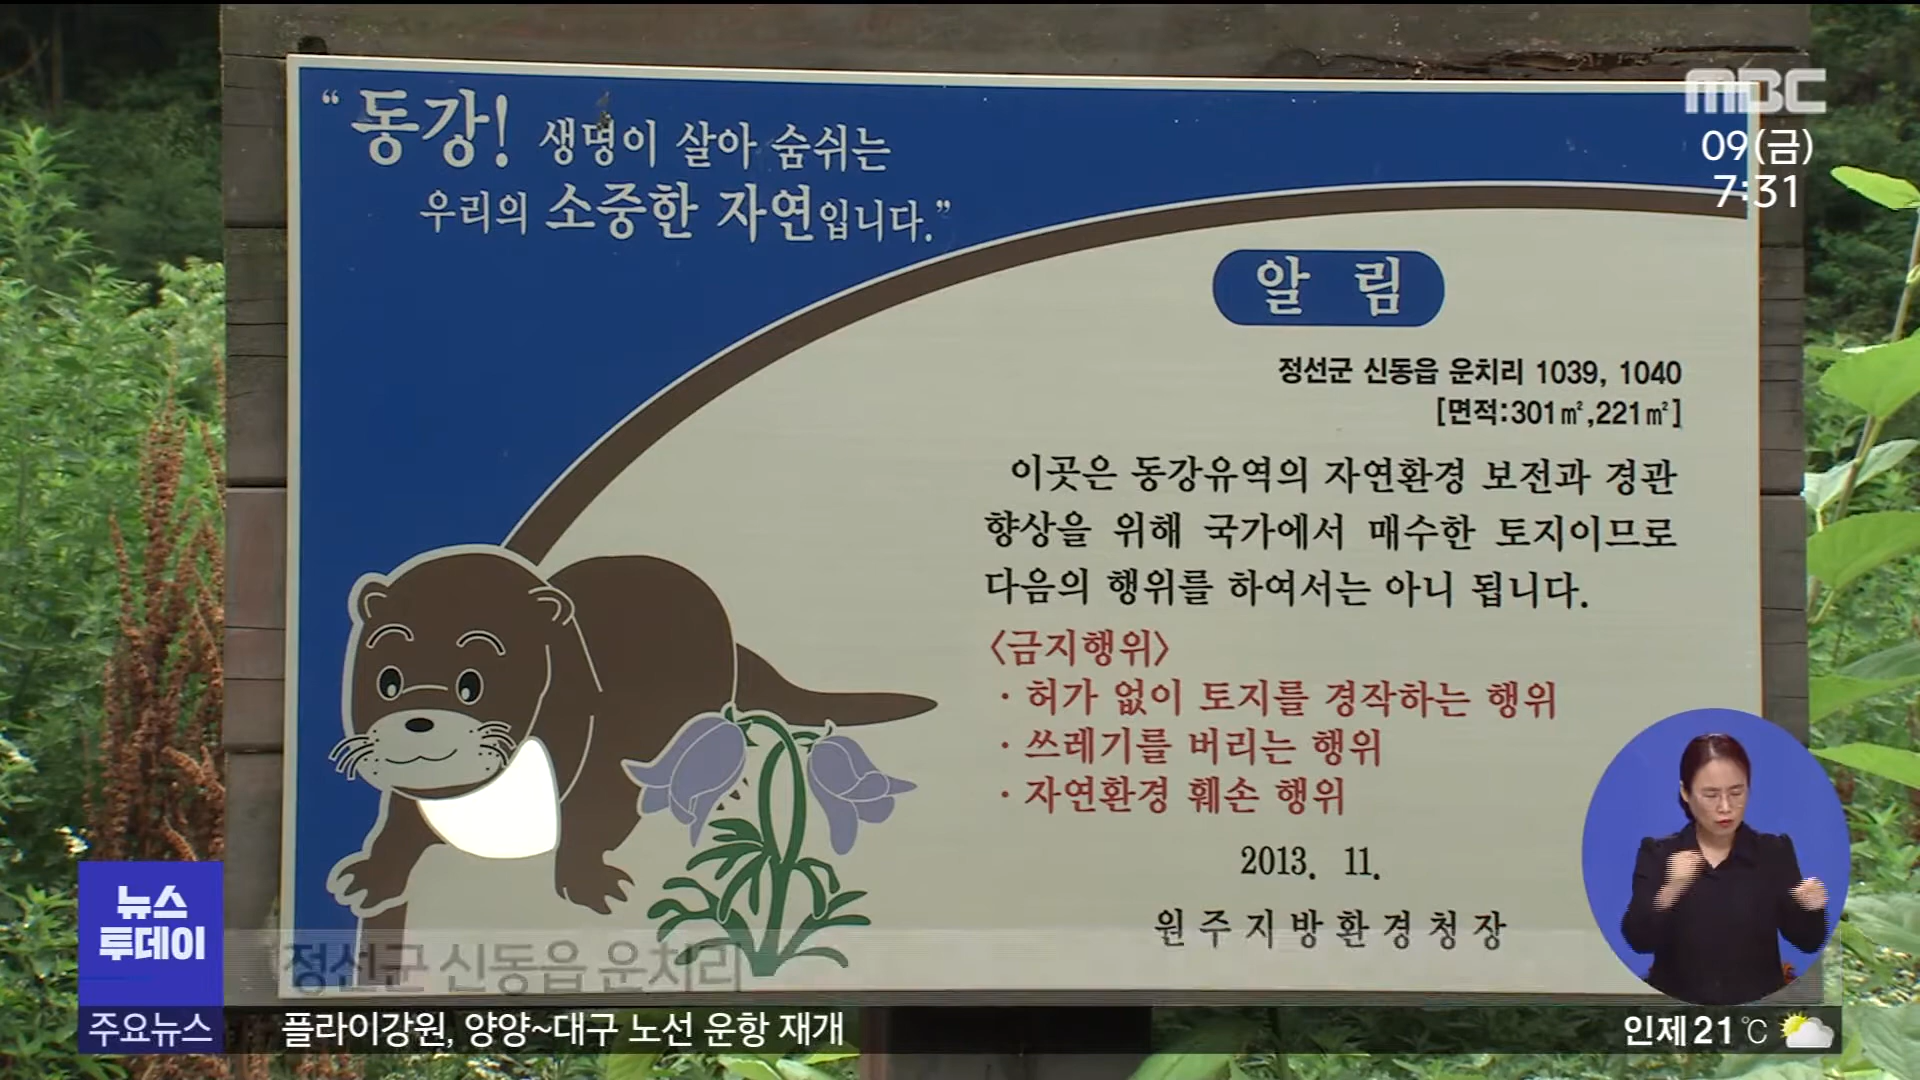 MBC
09(금)
7:31
“동강! 생명이 살아 숨쉬는
우리의 소중한 자연입니다.”
알 림
정선군 신동읍 운치리 1039, 1040
[면적:301㎡,221㎡]
이곳은 동강유역의 자연환경 보전과 경관
향상을 위해 국가에서 매수한 토지이므로
다음의 행위를 하여서는 아니 됩니다.
<금지행위>
· 허가 없이 토지를 경작하는 행위
· 쓰레기를 버리는 행위
· 자연환경 훼손 행위
2013. 11.
원주지방환경청장
뉴스
투데이
정선군 신동읍 운치리
주요뉴스
플라이강원, 양양~대구 노선 운항 재개
인제 21℃